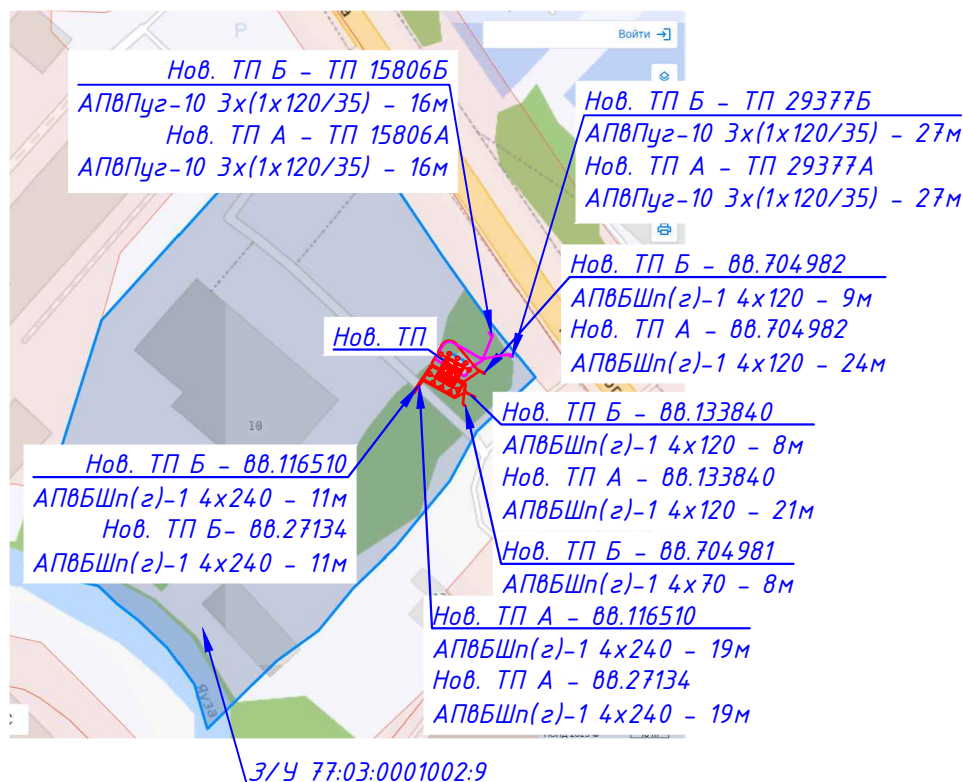 Р
Войти
Нов. ТП Б – ТП 15806Б
АПвПуг-10 3х(1х120/35) – 16м
Нов. ТП А – ТП 15806А
АПвПуг-10 3х(1х120/35) – 16м
Нов. ТП Б – ТП 29377Б
АПвПуг-10 3х(1х120/35) – 27м
Нов. ТП А – ТП 29377А
АПвПуг-10 3х(1х120/35) – 27м
Нов. ТП Б – вв.704982
АПвБШп(г)-1 4х120 – 9м
Нов. ТП А – вв.704982
АПвБШп(г)-1 4х120 – 24м
Нов. ТП
10
Нов. ТП Б – вв.133840
АПвБШп(г)-1 4х120 – 8м
Нов. ТП А – вв.133840
АПвБШп(г)-1 4х120 – 21м
Нов. ТП Б – вв.116510
АПвБШп(г)-1 4х240 – 11м
Нов. ТП Б– вв.27134
АПвБШп(г)-1 4х240 – 11м
Нов. ТП Б – вв.704981
АПвБШп(г)-1 4х70 – 8м
Нов. ТП А – вв.116510
АПвБШп(г)-1 4х240 – 19м
Нов. ТП А – вв.27134
АПвБШп(г)-1 4х240 – 19м
Яуза
З/У 77:03:0001002:9